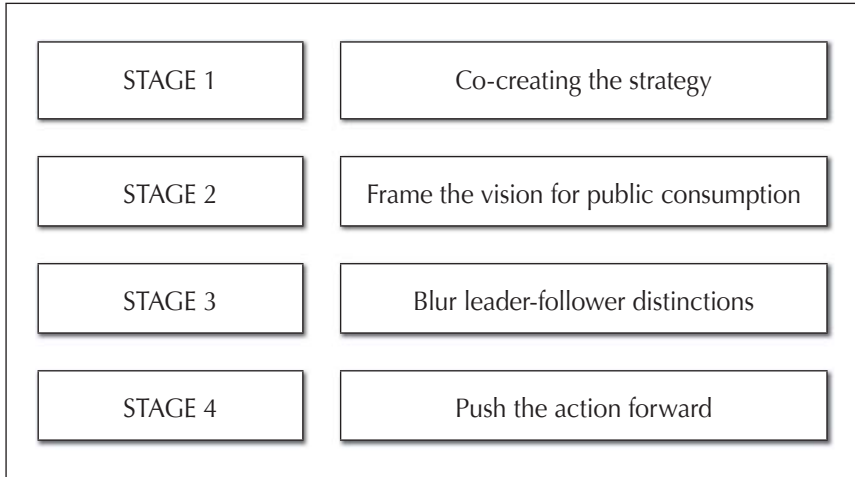 STAGE 1
Co-creating the strategy
STAGE 2
Frame the vision for public consumption
STAGE 3
Blur leader-follower distinctions
STAGE 4
Push the action forward